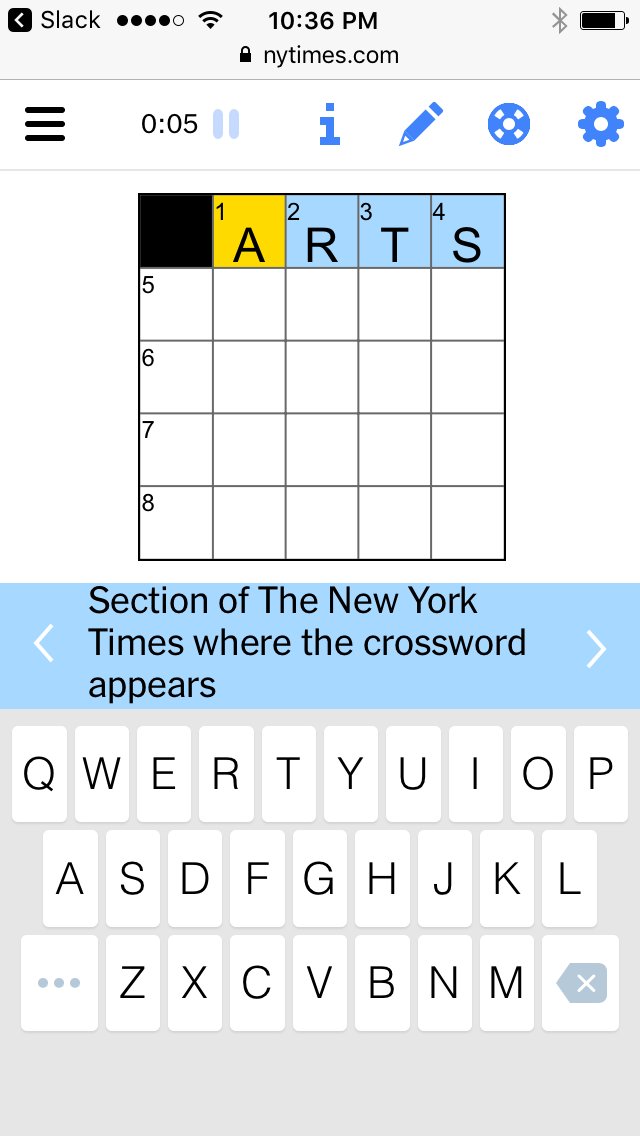 Slack 10:36 PM
nytimes.com
0:05
1 A 2 R 3 T 4 S
5
6
7
8
Section of The New York
Times where the crossword
appears
Q W E R T Y U I O P
A S D F G H J K L
Z X C V B N M